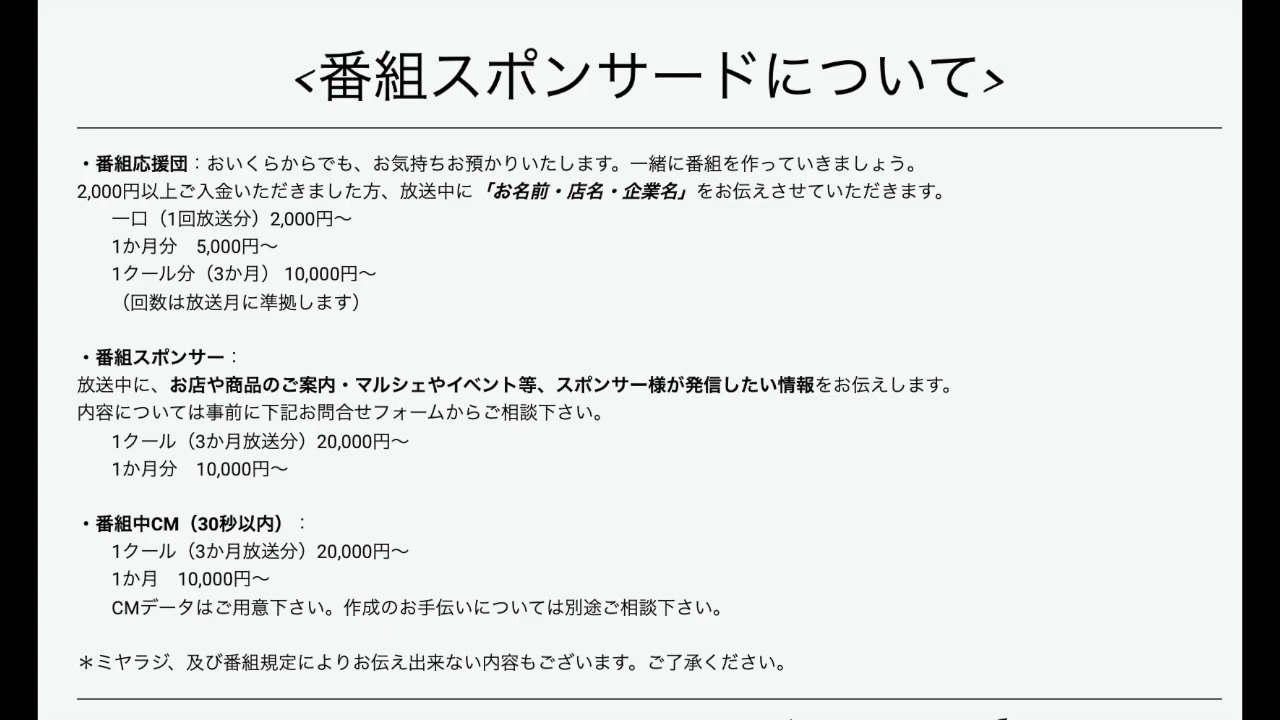 <番組スポンサードについて>
・番組応援団：おいくらからでも、お気持ちお預かりいたします。一緒に番組を作っていきましょう。
2,000円以上ご入金いただきました方、放送中に「お名前・店名・企業名」をお伝えさせていただきます。
一口（1回放送分）2,000円〜
1か月分　5,000円〜
1クール分（3か月） 10,000円〜
（回数は放送月に準拠します）
・番組スポンサー：
放送中に、お店や商品のご案内・マルシェやイベント等、スポンサー様が発信したい情報をお伝えします。
内容については事前に下記お問合せフォームからご相談下さい。
1クール（3か月放送分）20,000円〜
1か月分　10,000円〜
・番組中CM（30秒以内）：
1クール（3か月放送分）20,000円〜
1か月　10,000円〜
CMデータはご用意下さい。作成のお手伝いについては別途ご相談下さい。
＊ミヤラジ、及び番組規定によりお伝え出来ない内容もございます。ご了承ください。